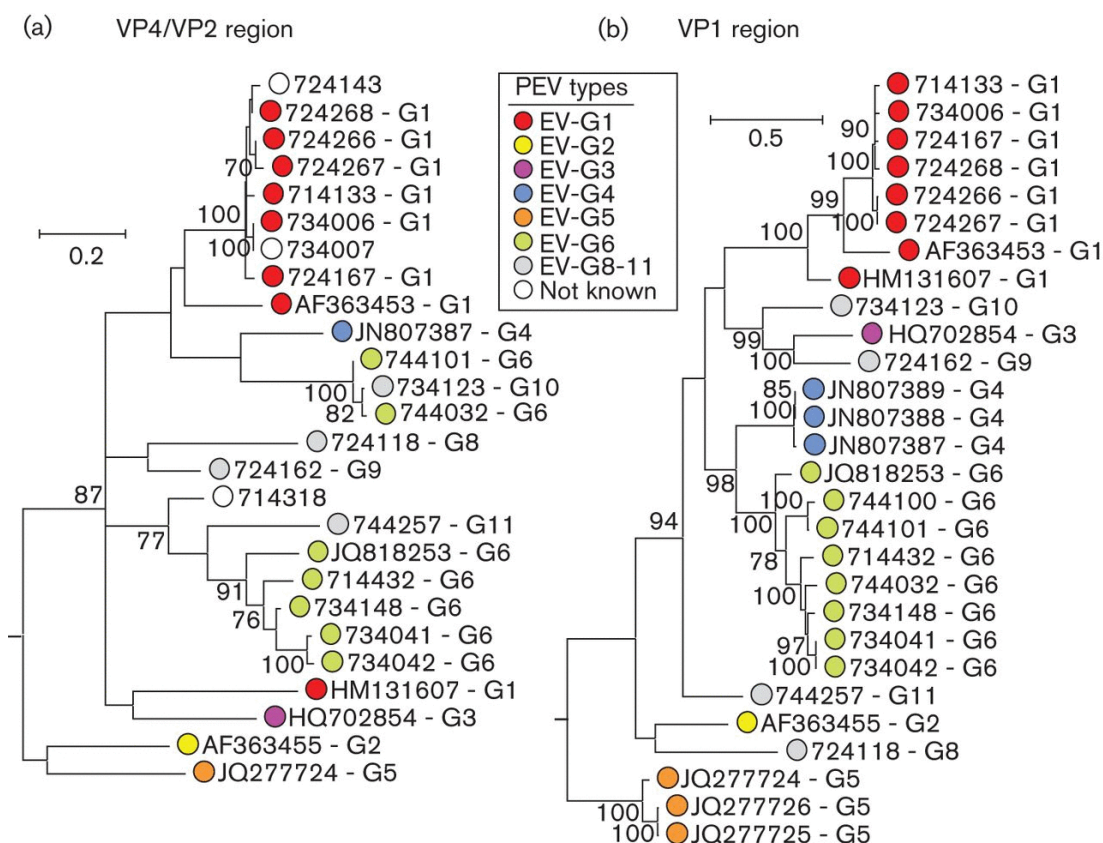 (a) VP4/VP2 region
724143
724268 - G1
724266 - G1
70 724267 - G1
714133 - G1
100 734006 - G1
100 734007
724167 - G1
0.2
AF363453 - G1
JN807387 - G4
744101 - G6
100 734123 - G10
82 744032 - G6
724118 - G8
724162 - G9
87 714318
77 744257 - G11
JQ818253 - G6
91 714432 - G6
76 734148 - G6
734041 - G6
100 734042 - G6
HM131607 - G1
HQ702854 - G3
AF363455 - G2
JQ277724 - G5
PEV types
EV-G1
EV-G2
EV-G3
EV-G4
EV-G5
EV-G6
EV-G8-11
Not known
(b) VP1 region
0.5
714133 - G1
734006 - G1
90 724167 - G1
100 724268 - G1
99 724266 - G1
100 724267 - G1
100 AF363453 - G1
HM131607 - G1
734123 - G10
99 HQ702854 - G3
100 724162 - G9
85 JN807389 - G4
100 JN807388 - G4
JN807387 - G4
98 JQ818253 - G6
100 744100 - G6
100 744101 - G6
94 78 714432 - G6
100 744032 - G6
734148 - G6
97 734041 - G6
100 734042 - G6
744257 - G11
AF363455 - G2
724118 - G8
JQ277724 - G5
100 JQ277726 - G5
100 JQ277725 - G5